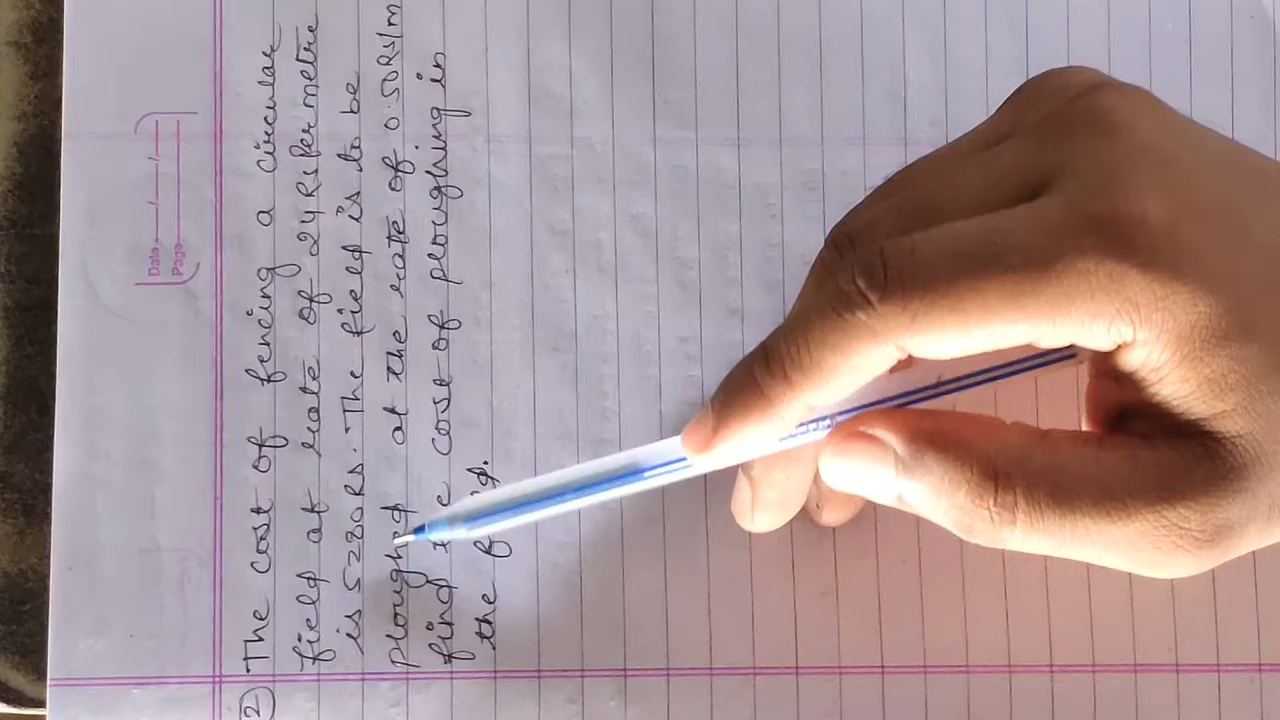 Date
Page
2 The cost of fencing a circular
field at rate of 24 Rs/Per metre
is 5280 Rs. The field is to be
ploughed at the rate of 0.50 Rs/m
find cost of ploughing in
the